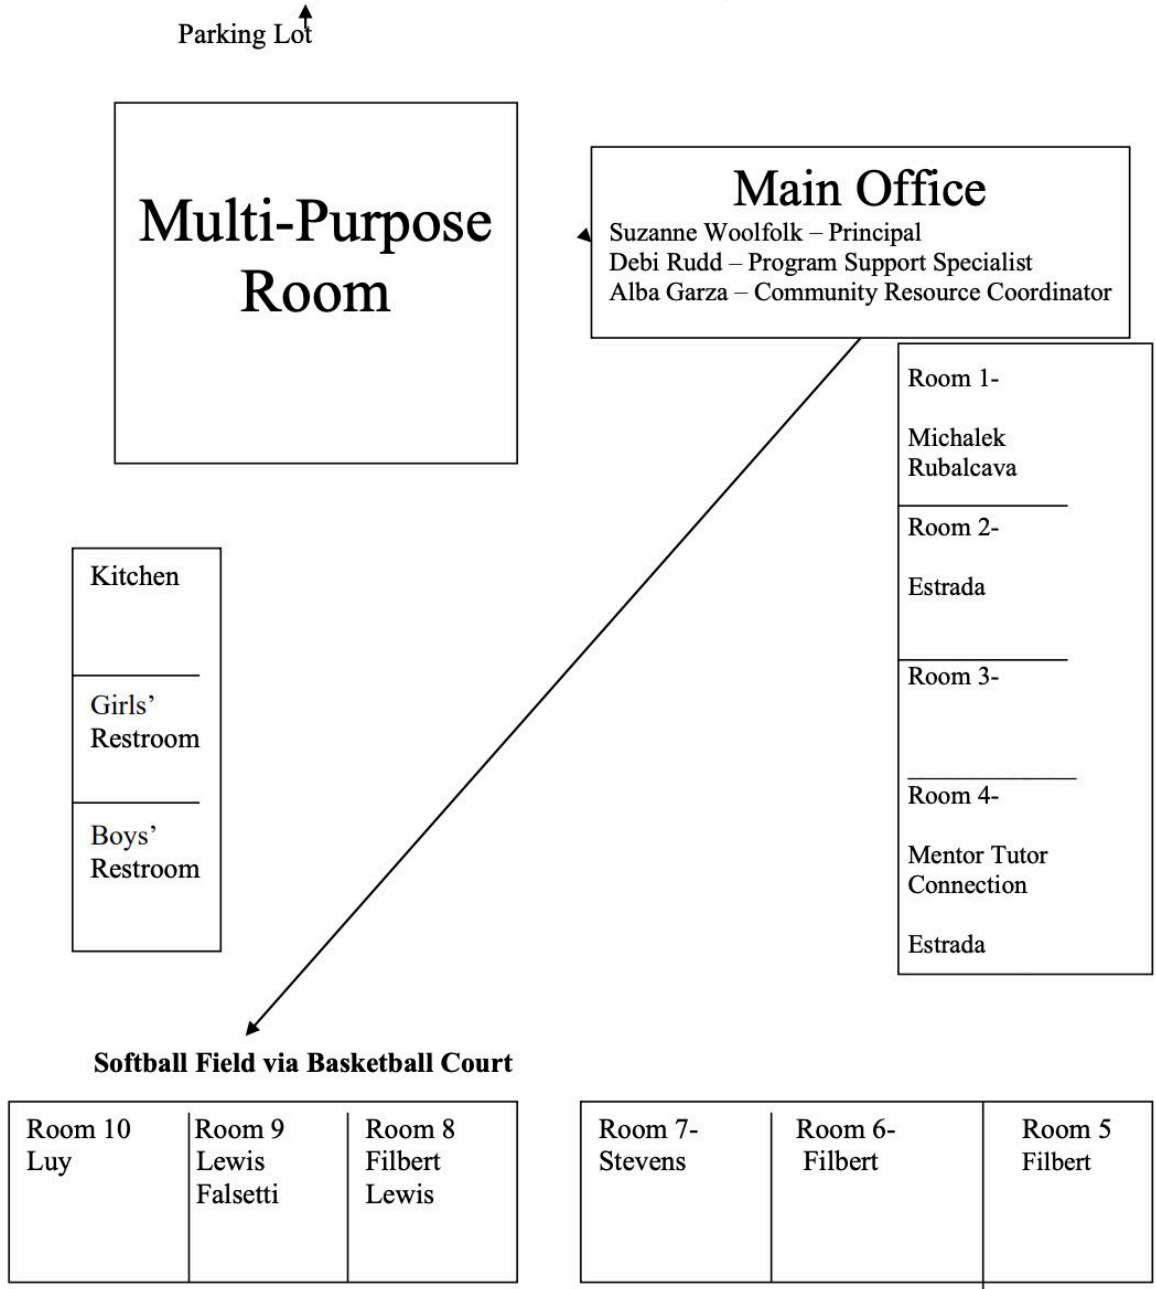 Parking Lot
Multi-Purpose
Room
Main Office
Suzanne Woolfolk – Principal
Debi Rudd – Program Support Specialist
Alba Garza – Community Resource Coordinator
Room 1-
Michalek
Rubalcava
Room 2-
Estrada
Room 3-
Room 4-
Mentor Tutor
Connection
Estrada
Kitchen
Girls’
Restroom
Boys’
Restroom
Softball Field via Basketball Court
Room 10
Luy
Room 9
Lewis
Falsetti
Room 8
Filbert
Lewis
Room 7-
Stevens
Room 6-
Filbert
Room 5
Filbert